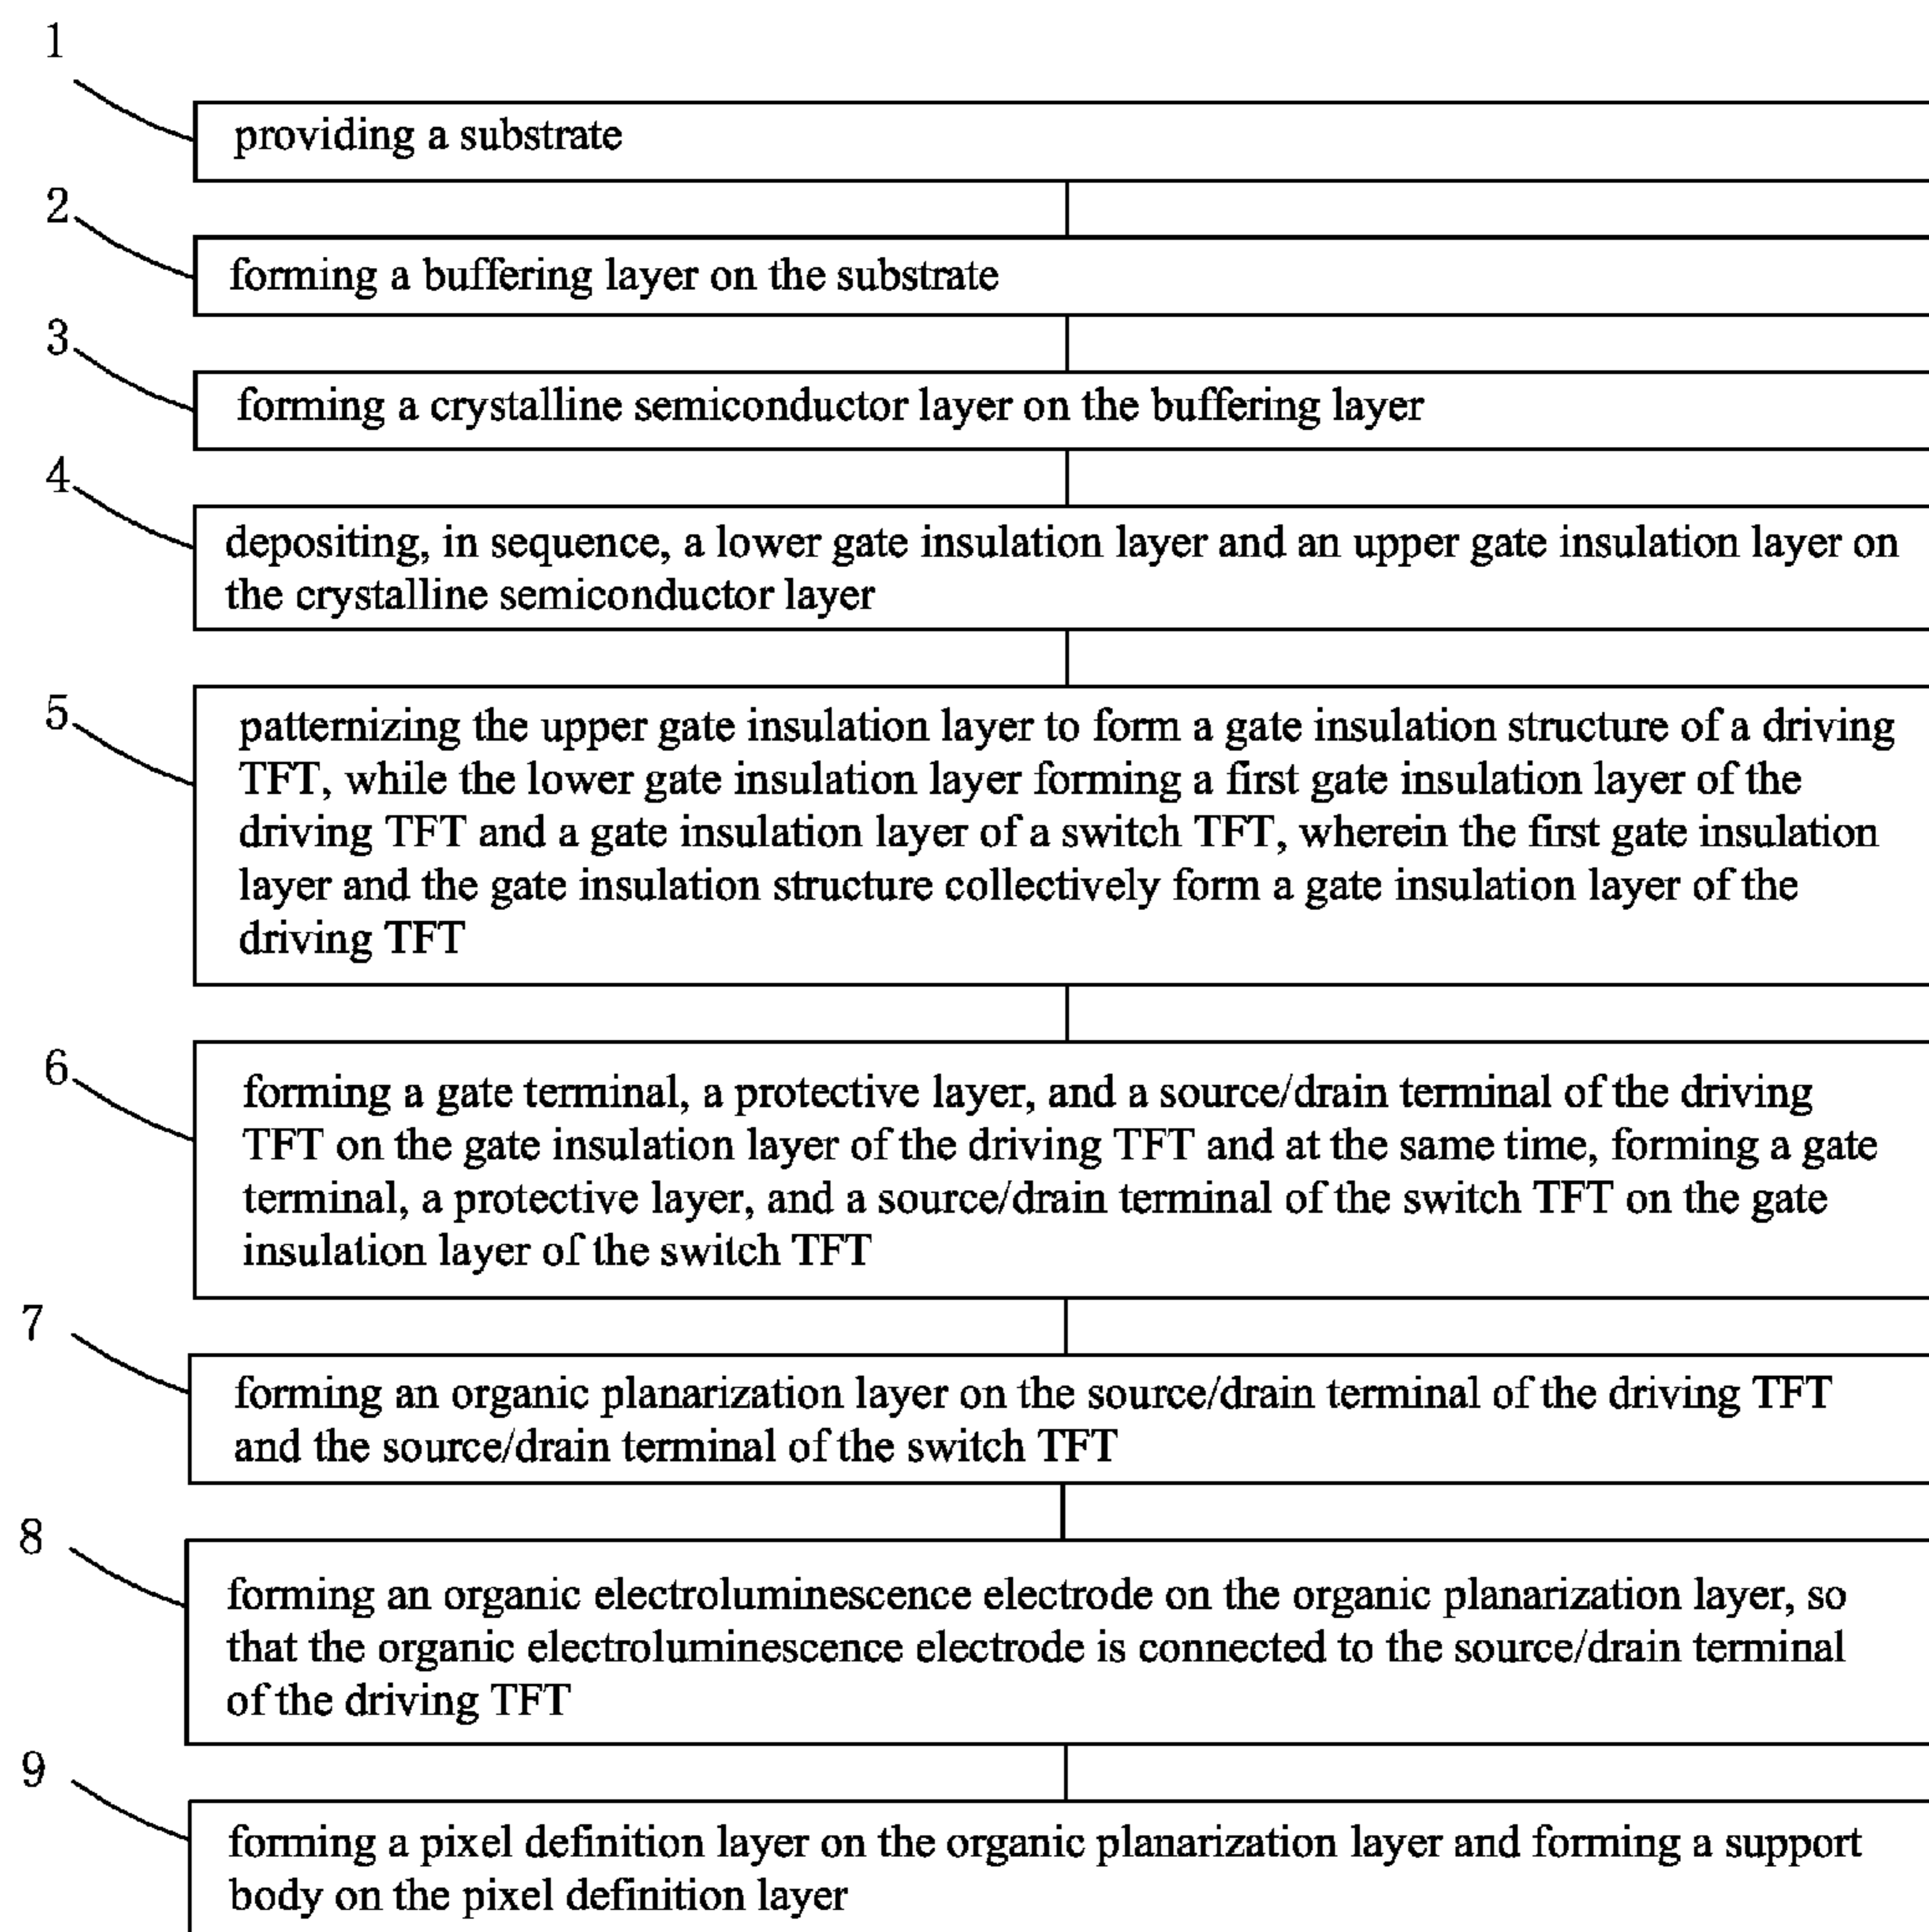 1
providing a substrate
2
forming a buffering layer on the substrate
3
forming a crystalline semiconductor layer on the buffering layer
4
depositing, in sequence, a lower gate insulation layer and an upper gate insulation layer on
the crystalline semiconductor layer
5
patternizing the upper gate insulation layer to form a gate insulation structure of a driving
TFT, while the lower gate insulation layer forming a first gate insulation layer of the
driving TFT and a gate insulation layer of a switch TFT, wherein the first gate insulation
layer and the gate insulation structure collectively form a gate insulation layer of the
driving TFT
6
forming a gate terminal, a protective layer, and a source/drain terminal of the driving
TFT on the gate insulation layer of the driving TFT and at the same time, forming a gate
terminal, a protective layer, and a source/drain terminal of the switch TFT on the gate
insulation layer of the switch TFT
7
forming an organic planarization layer on the source/drain terminal of the driving TFT
and the source/drain terminal of the switch TFT
8
forming an organic electroluminescence electrode on the organic planarization layer, so
that the organic electroluminescence electrode is connected to the source/drain terminal
of the driving TFT
9
forming a pixel definition layer on the organic planarization layer and forming a support
body on the pixel definition layer